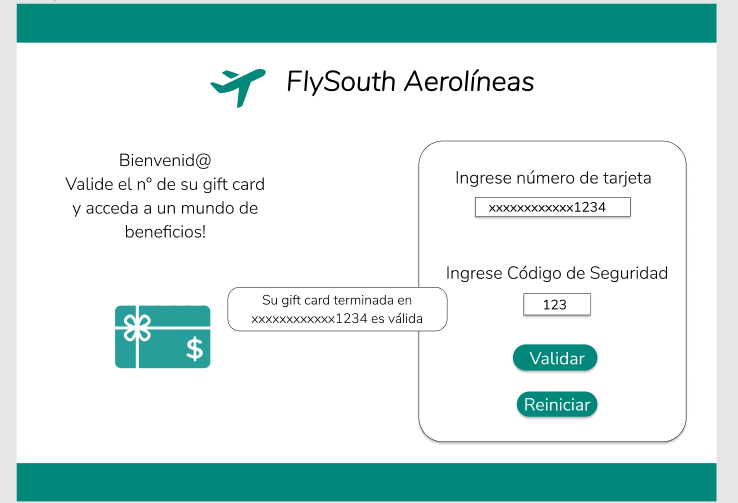 FlySouth Aerolíneas
Bienvenid@
Valide el n° de su gift card
y acceda a un mundo de
beneficios!
Ingrese número de tarjeta
xxxxxxxxxxxx1234
Ingrese Código de Seguridad
123
Su gift card terminada en
xxxxxxxxxxxx1234 es válida
$
Validar
Reiniciar